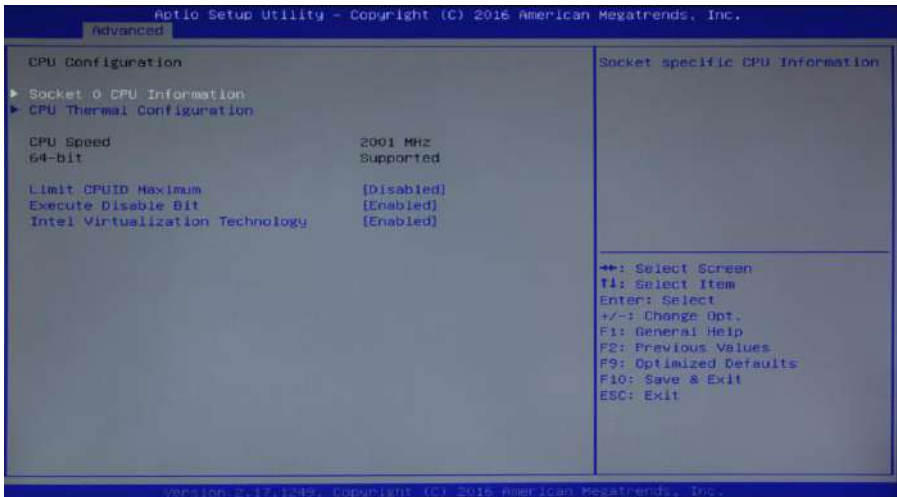 Aptio Setup Utility - Copyright (C) 2016 American Megatrends, Inc.
Advanced
CPU Configuration
Socket 0 CPU Information
CPU Thermal Configuration
CPU Speed 2001 MHz
64-bit Supported
Limit CPUID Maximum [Disabled]
Execute Disable Bit [Enabled]
Intel Virtualization Technology [Enabled]
Socket specific CPU Information
→←: Select Screen
↑↓: Select Item
Enter: Select
+/-: Change Opt.
F1: General Help
F2: Previous Values
F9: Optimized Defaults
F10: Save & Exit
ESC: Exit
Version 2.17.1249. Copyright (C) 2016 American Megatrends, Inc.